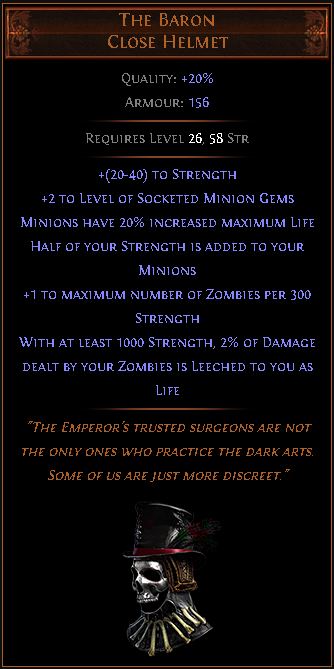 The Baron
Close Helmet
Quality: +20%
Armour: 156
Requires Level 26, 58 Str
+(20-40) to Strength
+2 to Level of Socketed Minion Gems
Minions have 20% increased maximum Life
Half of your Strength is added to your
Minions
+1 to maximum number of Zombies per 300
Strength
With at least 1000 Strength, 2% of Damage
dealt by your Zombies is Leeched to you as
Life
"The Emperor's trusted surgeons are not
the only ones who practice the dark arts.
Some of us are just more discreet."